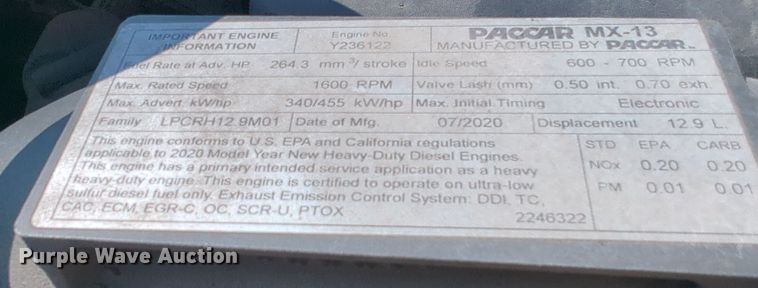 IMPORTANT ENGINE INFORMATION
Engine No. Y236122
PACCAR MX-13
MANUFACTURED BY PACCAR INC
Fuel Rate at Adv. HP 264.3 mm³/ stroke Idle Speed 600 - 700 RPM
Max. Rated Speed 1600 RPM Valve Lash (mm) 0.50 int. 0.70 exh.
Max. Advert. kW/hp 340/455 kW/hp Max. Initial Timing Electronic
Family LPCRH12.9M01 Date of Mfg. 07/2020 Displacement 12.9 L.
This engine conforms to U.S. EPA and California regulations
applicable to 2020 Model Year New Heavy-Duty Diesel Engines.
This engine has a primary intended service application as a heavy
heavy-duty engine. This engine is certified to operate on ultra-low
sulfur diesel fuel only. Exhaust Emission Control System: DDI, TC,
CAC, ECM, EGR-C, OC, SCR-U, PTOX
2246322
STD EPA CARB
NOx 0.20 0.20
PM 0.01 0.01
Purple Wave Auction